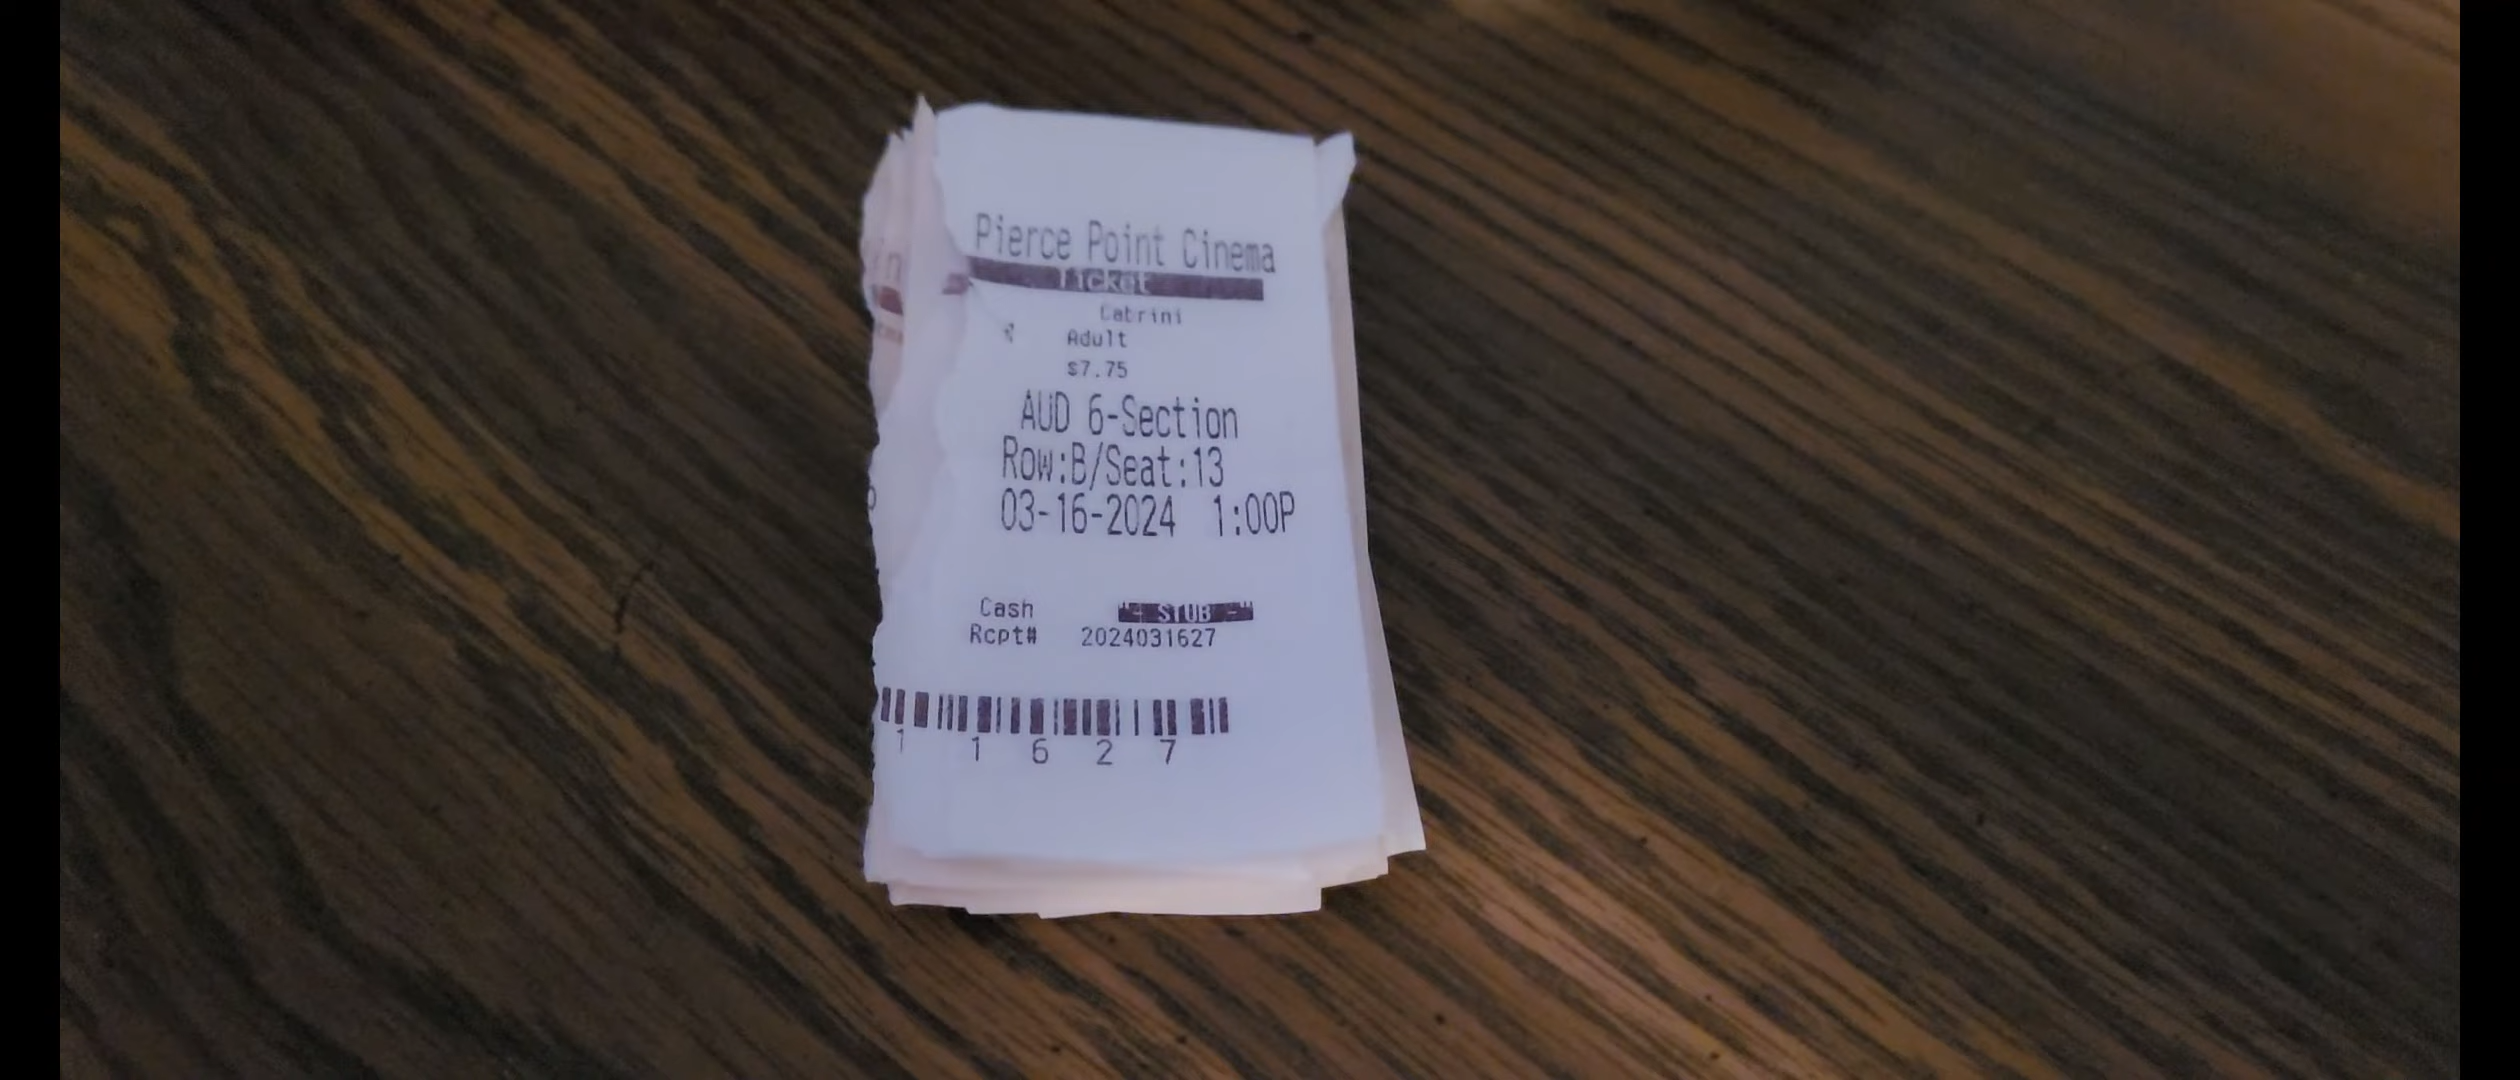 Pierce Point Cinema
Ticket
Cabrini
Adult
$7.75
AUD 6-Section
Row:B/Seat:13
03-16-2024 1:00P
Cash "- STUB -"
Rcpt# 2024031627
1 1 6 2 7